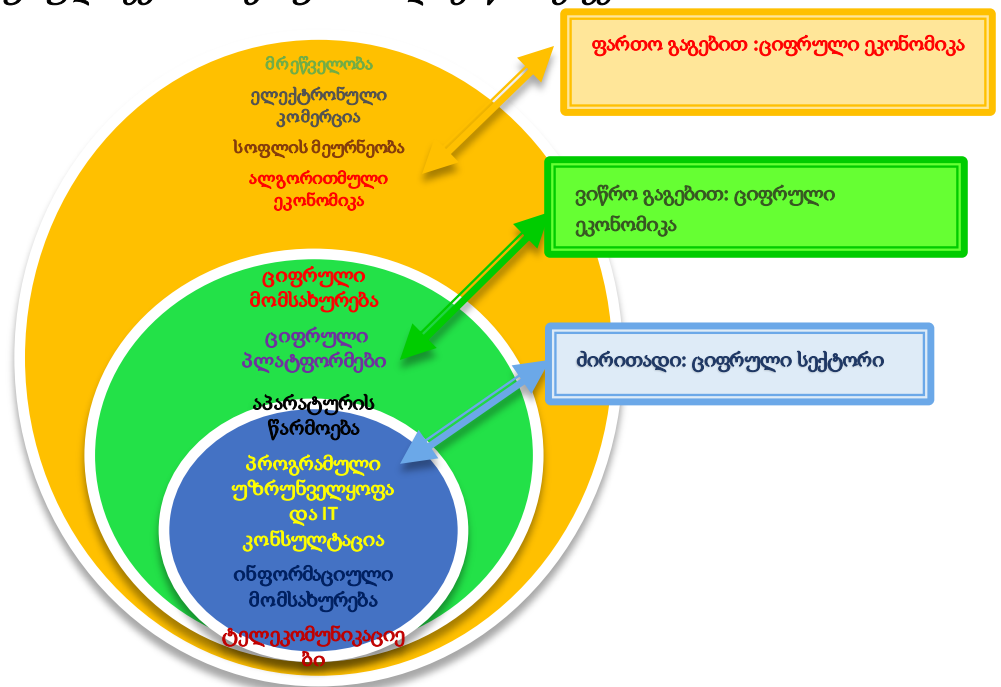 მრეწველობა
ელექტრონული
კომერცია
სოფლის მეურნეობა
ალგორითმული
ეკონომიკა
ციფრული
მომსახურება
ციფრული
პლატფორმები
აპარატურის
წარმოება
პროგრამული
უზრუნველყოფა
და IT
კონსულტაცია
ინფორმაციული
მომსახურება
ტელეკომუნიკაციე
ბი
ფართო გაგებით :ციფრული ეკონომიკა
ვიწრო გაგებით: ციფრული
ეკონომიკა
ძირითადი: ციფრული სექტორი